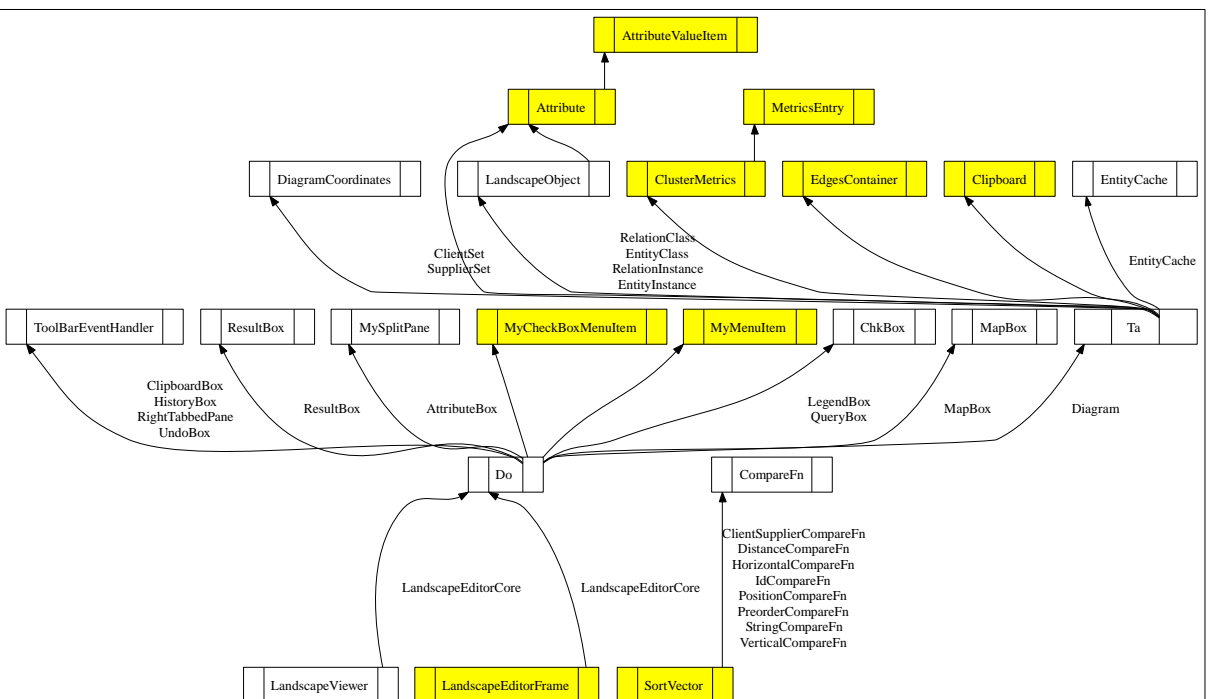 AttributeValueItem
Attribute
MetricsEntry
DiagramCoordinates
LandscapeObject
ClusterMetrics
EdgesContainer
Clipboard
EntityCache
ClientSet
SupplierSet
RelationClass
EntityClass
RelationInstance
EntityInstance
EntityCache
ToolBarEventHandler
ResultBox
MySplitPane
MyCheckBoxMenuItem
MyMenuItem
ChkBox
MapBox
Ta
ClipboardBox
HistoryBox
RightTabbedPane
UndoBox
ResultBox
AttributeBox
LegendBox
QueryBox
MapBox
Diagram
Do
CompareFn
LandscapeEditorCore
LandscapeEditorCore
ClientSupplierCompareFn
DistanceCompareFn
HorizontalCompareFn
IdCompareFn
PositionCompareFn
PreorderCompareFn
StringCompareFn
VerticalCompareFn
LandscapeViewer
LandscapeEditorFrame
SortVector